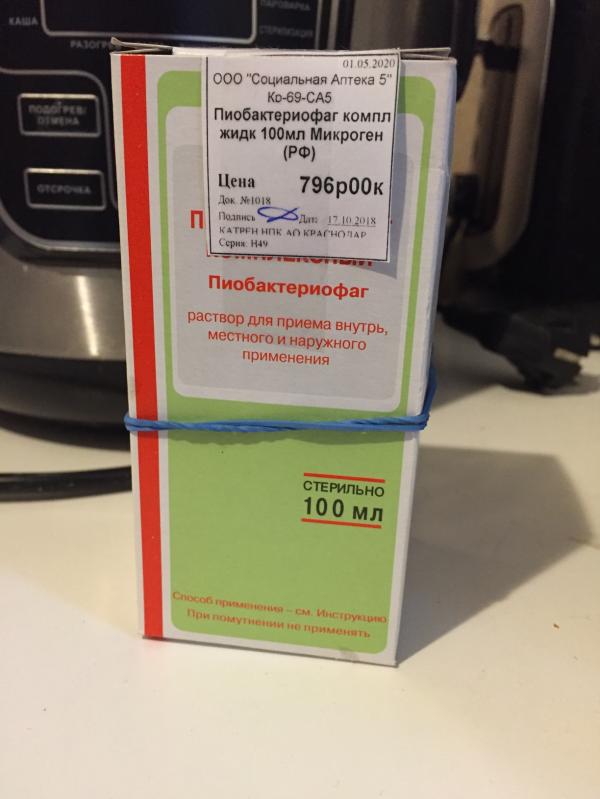 КАША
ПАРОВАРКА
СТЕРИЛИЗАЦИЯ
ПОДОГРЕВ/
ОТМЕНА
ОТСРОЧКА
01.05.2020
ООО "Социальная Аптека 5"
Кр-69-СА5
Пиобактериофаг компл
жидк 100мл Микроген
(РФ)
Цена 796р00к
Док. №1018
Подпись Дата: 17.10.2018
КАТРЕН НПК АО КРАСНОДАР
Серия: Н49
Пиобактериофаг
раствор для приема внутрь,
местного и наружного
применения
СТЕРИЛЬНО
100 мл
Способ применения – см. Инструкцию
При помутнении не применять